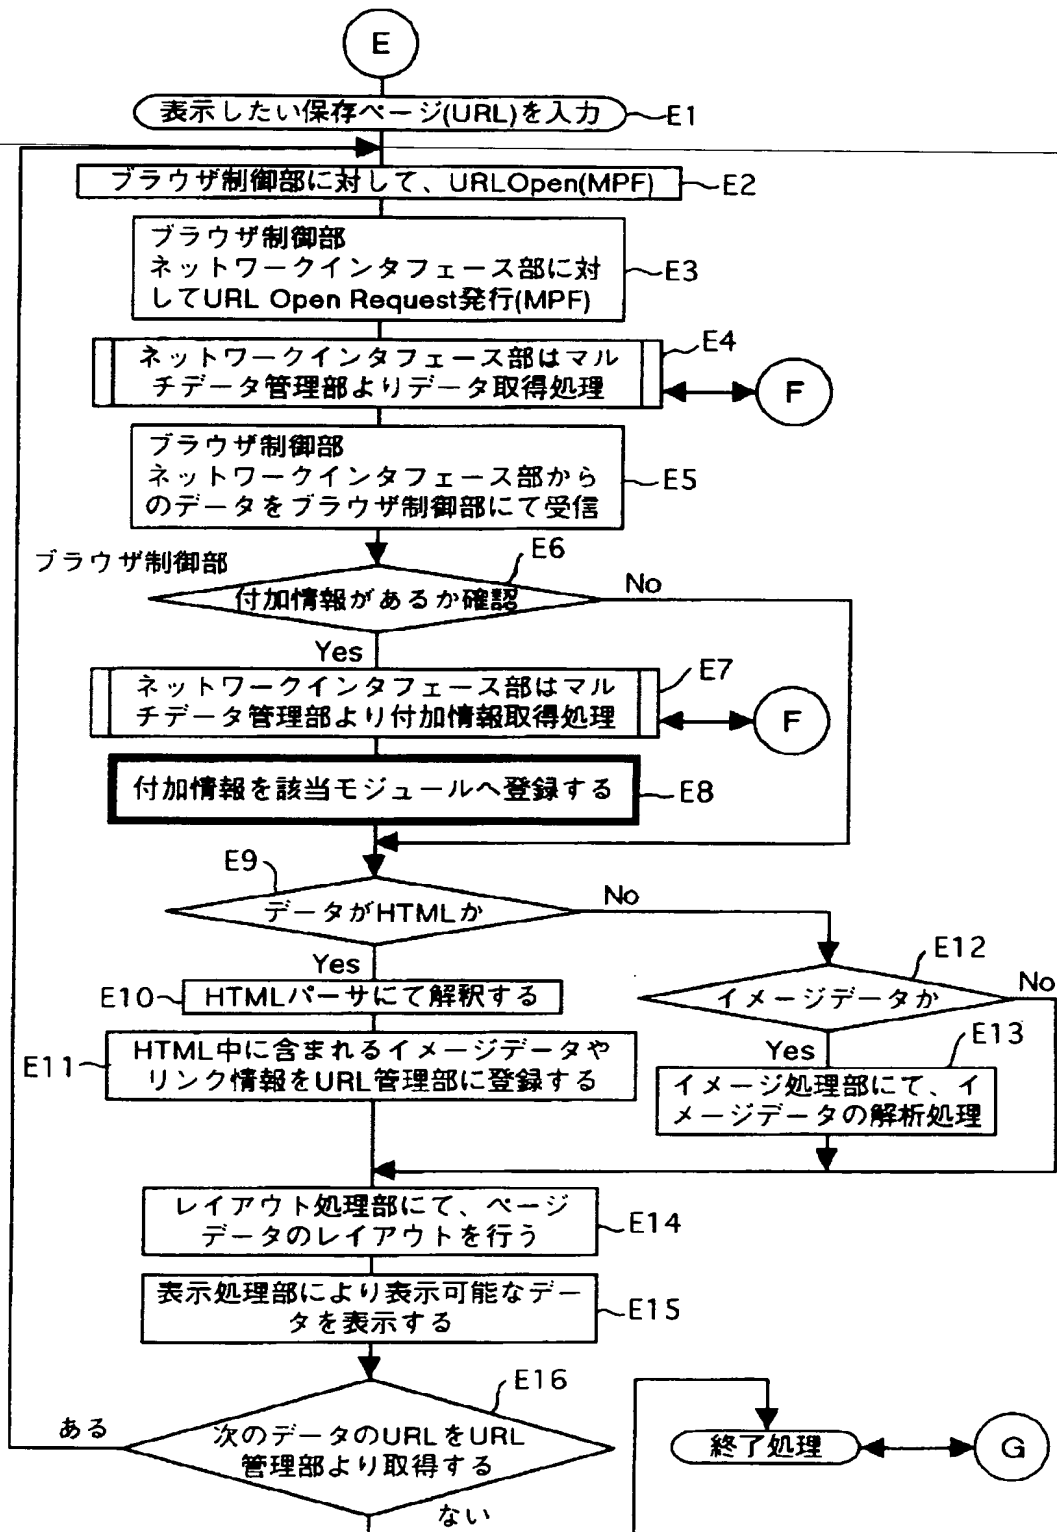 E
表示したい保存ページ(URL)を入力
E1
ブラウザ制御部に対して、URLOpen(MPF)
E2
ブラウザ制御部
ネットワークインタフェース部に対
してURL Open Request発行(MPF)
E3
ネットワークインタフェース部はマル
チデータ管理部よりデータ取得処理
E4
F
ブラウザ制御部
ネットワークインタフェース部から
のデータをブラウザ制御部にて受信
E5
ブラウザ制御部
E6
付加情報があるか確認
No
Yes
ネットワークインタフェース部はマル
チデータ管理部より付加情報取得処理
E7
F
付加情報を該当モジュールへ登録する
E8
E9
データがHTMLか
No
Yes
E10
HTMLパーサにて解釈する
E12
イメージデータか
No
E11
HTML中に含まれるイメージデータや
リンク情報をURL管理部に登録する
Yes
E13
イメージ処理部にて、イ
メージデータの解析処理
レイアウト処理部にて、ページ
データのレイアウトを行う
E14
表示処理部により表示可能なデー
タを表示する
E15
E16
ある
次のデータのURLをURL
管理部より取得する
ない
終了処理
G